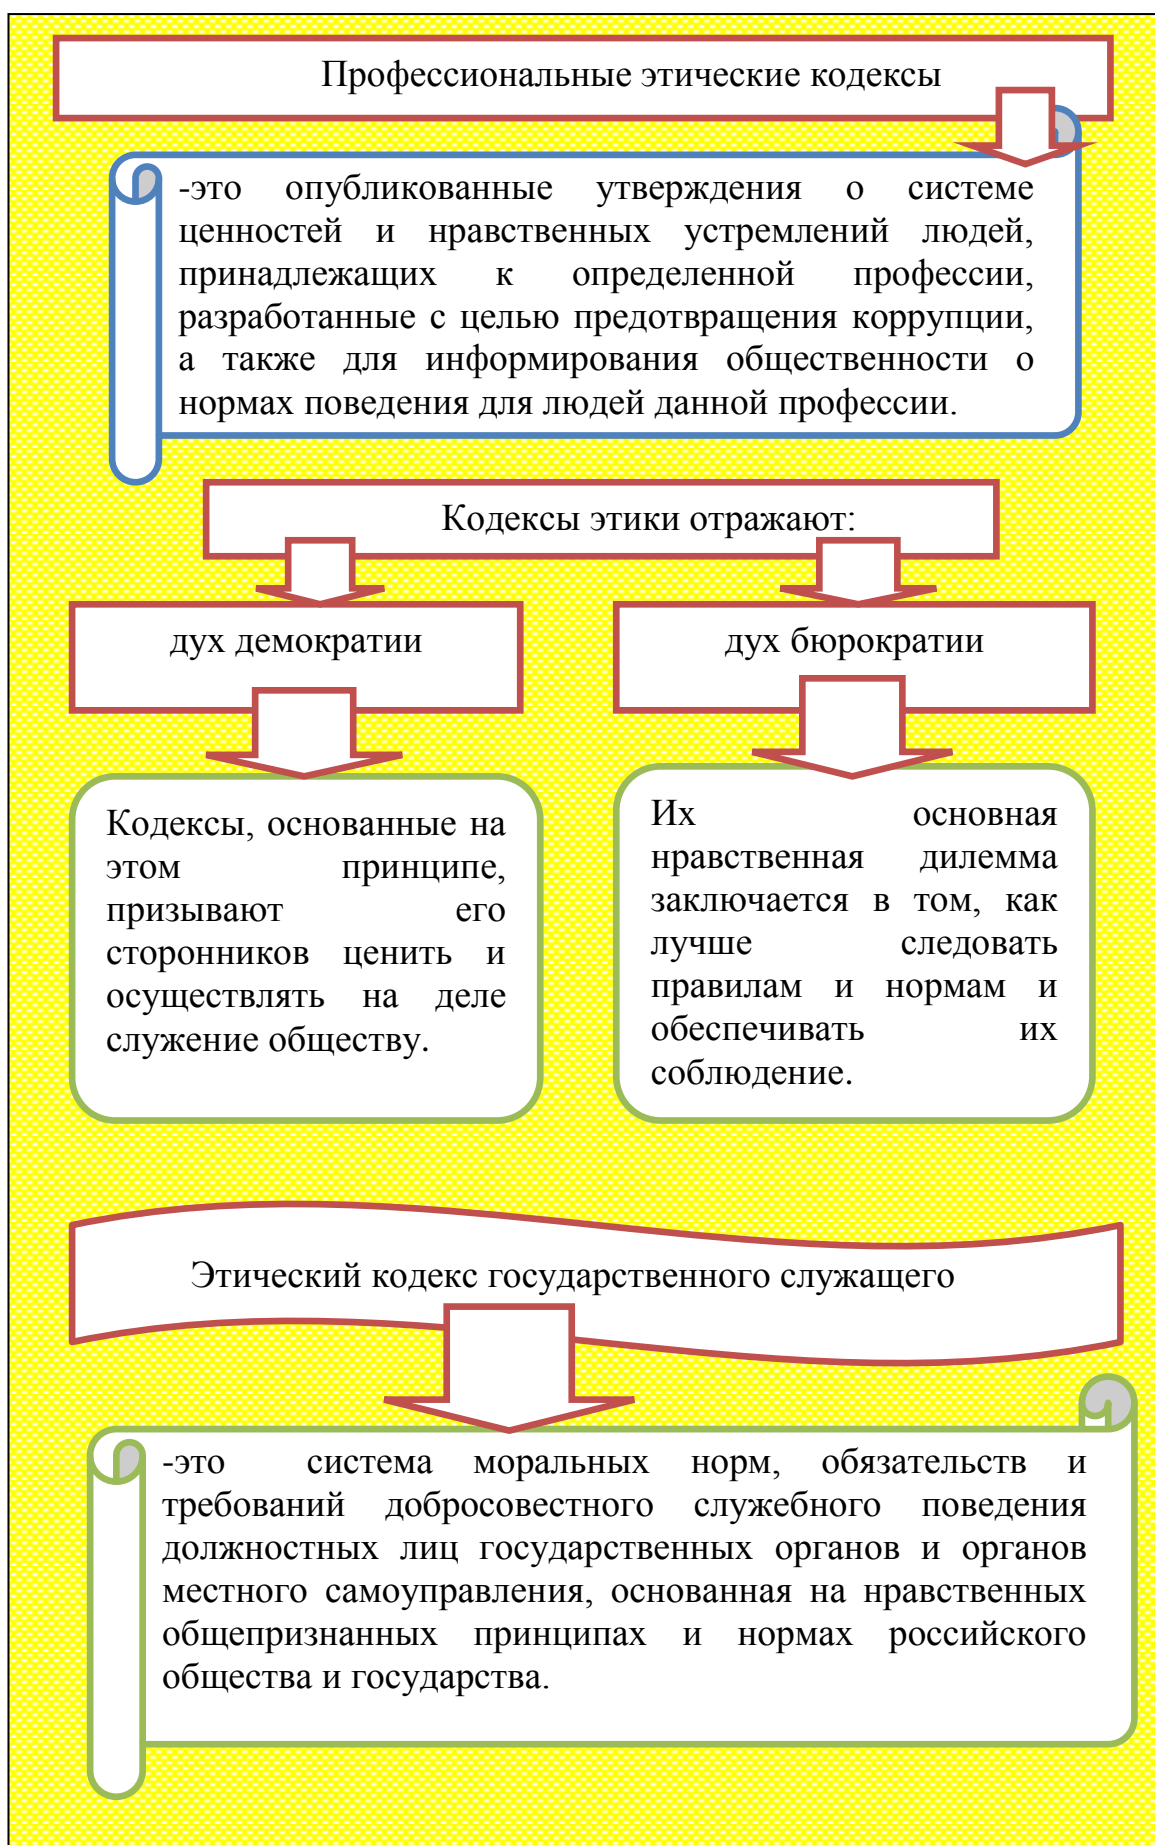 Профессиональные этические кодексы
-это опубликованные утверждения о системе
ценностей и нравственных устремлений людей,
принадлежащих к определенной профессии,
разработанные с целью предотвращения коррупции,
а также для информирования общественности о
нормах поведения для людей данной профессии.
Кодексы этики отражают:
дух демократии
дух бюрократии
Кодексы, основанные на
этом принципе,
призывают его
сторонников ценить и
осуществлять на деле
служение обществу.
Их основная
нравственная дилемма
заключается в том, как
лучше следовать
правилам и нормам и
обеспечивать их
соблюдение.
Этический кодекс государственного служащего
-это система моральных норм, обязательств и
требований добросовестного служебного поведения
должностных лиц государственных органов и органов
местного самоуправления, основанная на нравственных
общепризнанных принципах и нормах российского
общества и государства.